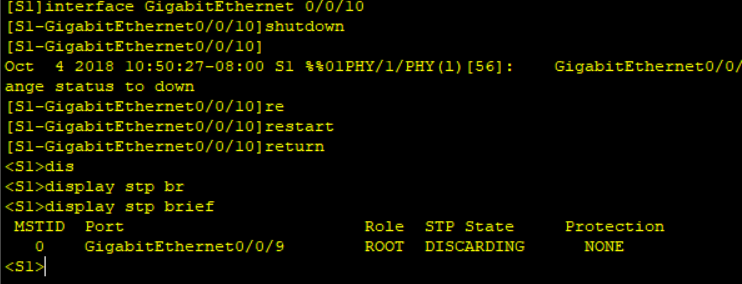 [S1]interface GigabitEthernet 0/0/10
[S1-GigabitEthernet0/0/10]shutdown
[S1-GigabitEthernet0/0/10]
Oct  4 2018 10:50:27-08:00 S1 %%01PHY/1/PHY(l)[56]:    GigabitEthernet0/0/
ange status to down
[S1-GigabitEthernet0/0/10]re
[S1-GigabitEthernet0/0/10]restart
[S1-GigabitEthernet0/0/10]return
<S1>dis
<S1>display stp br
<S1>display stp brief
 MSTID  Port                        Role  STP State     Protection
   0    GigabitEthernet0/0/9        ROOT  DISCARDING      NONE
<S1>